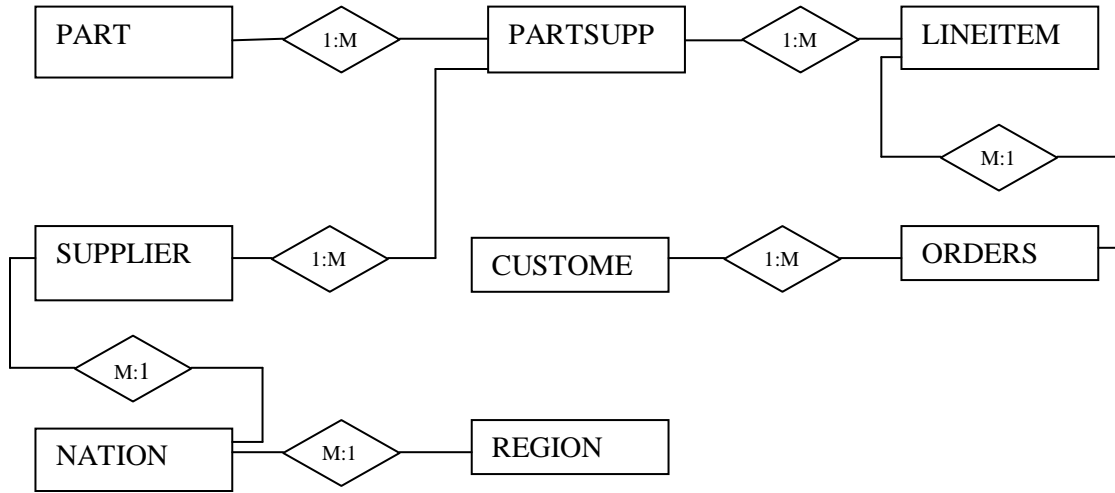 PART
1:M
PARTSUPP
1:M
LINEITEM
M:1
SUPPLIER
1:M
CUSTOME
1:M
ORDERS
M:1
NATION
M:1
REGION